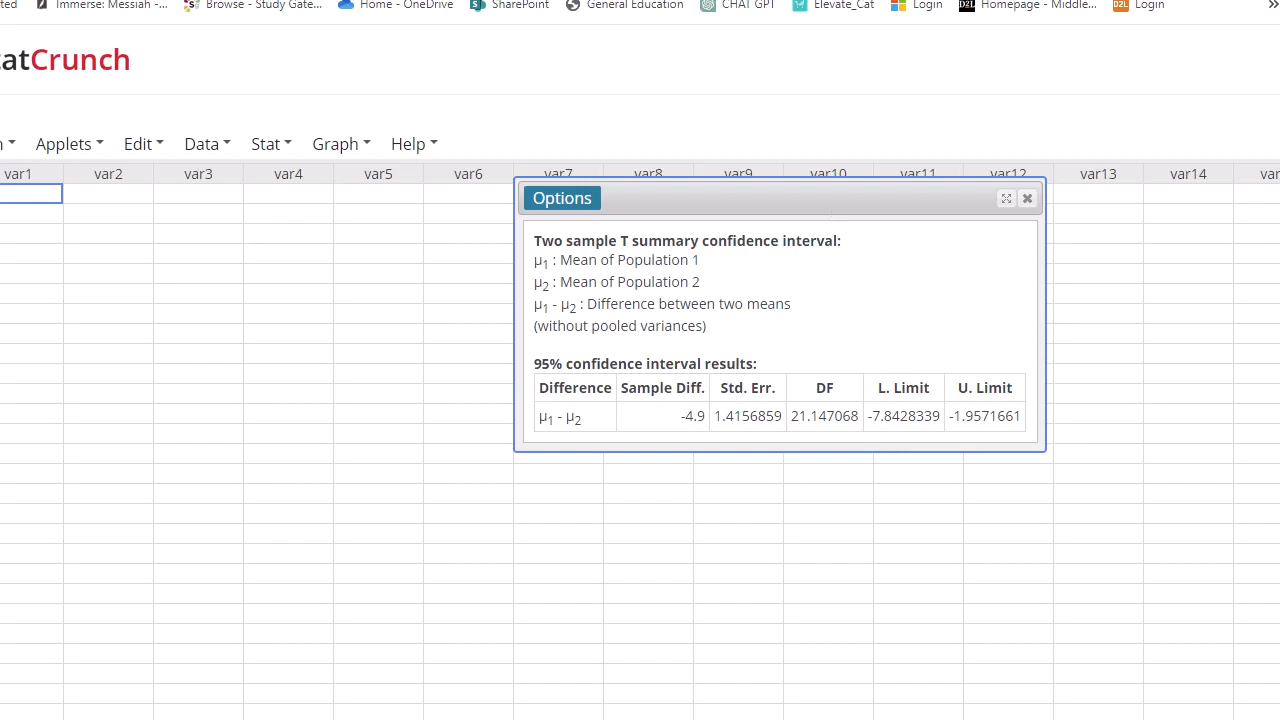 ted Immerse: Messiah -... Browse - Study Gate... Home - OneDrive SharePoint General Education CHAT GPT Elevate_Cat Login D2L Homepage - Middle... D2L Login »
atCrunch
Applets Edit Data Stat Graph Help
var1 var2 var3 var4 var5 var6 var7 var8 var9 var10 var11 var12 var13 var14 var
Options
Two sample T summary confidence interval:
μ1 : Mean of Population 1
μ2 : Mean of Population 2
μ1 - μ2 : Difference between two means
(without pooled variances)
95% confidence interval results:
Difference Sample Diff. Std. Err. DF L. Limit U. Limit
μ1 - μ2 -4.9 1.4156859 21.147068 -7.8428339 -1.9571661